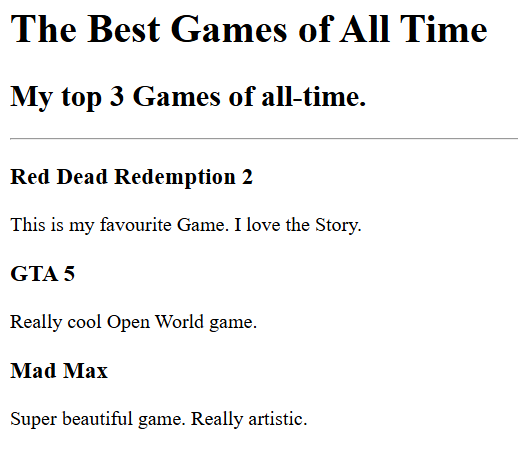 The Best Games of All Time
My top 3 Games of all-time.
Red Dead Redemption 2
This is my favourite Game. I love the Story.
GTA 5
Really cool Open World game.
Mad Max
Super beautiful game. Really artistic.